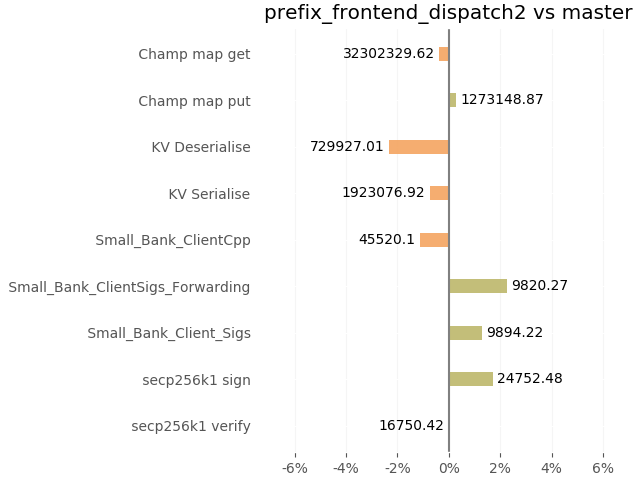 prefix_frontend_dispatch2 vs master
Champ map get 32302329.62
Champ map put 1273148.87
KV Deserialise 729927.01
KV Serialise 1923076.92
Small_Bank_ClientCpp 45520.1
Small_Bank_ClientSigs_Forwarding 9820.27
Small_Bank_Client_Sigs 9894.22
secp256k1 sign 24752.48
secp256k1 verify 16750.42
-6% -4% -2% 0% 2% 4% 6%